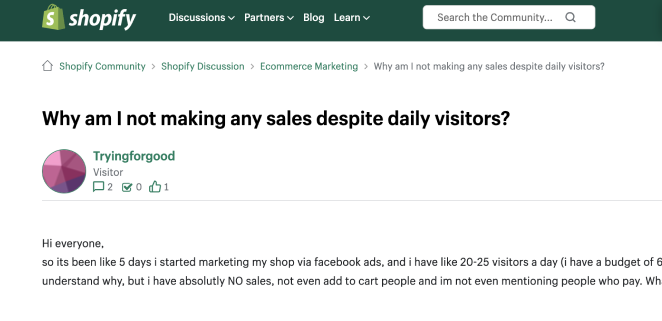 shopify Discussions Partners Blog Learn Search the Community...
Shopify Community > Shopify Discussion > Ecommerce Marketing > Why am I not making any sales despite daily visitors?
Why am I not making any sales despite daily visitors?
Tryingforgood
Visitor
2 0 1
Hi everyone,
so its been like 5 days i started marketing my shop via facebook ads, and i have like 20-25 visitors a day (i have a budget of 6
understand why, but i have absolutly NO sales, not even add to cart people and im not even mentioning people who pay. Wh